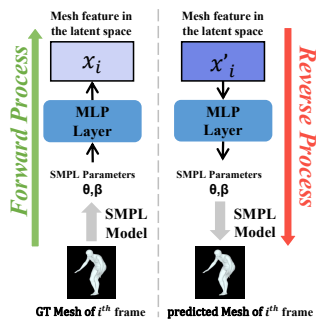 Forward Process
Mesh feature in
the latent space
x_i
MLP
Layer
SMPL Parameters
θ,β
SMPL
Model
GT Mesh of i^th frame
Mesh feature in
the latent space
x'_i
MLP
Layer
SMPL Parameters
θ,β
SMPL
Model
predicted Mesh of i^th frame
Reverse Process